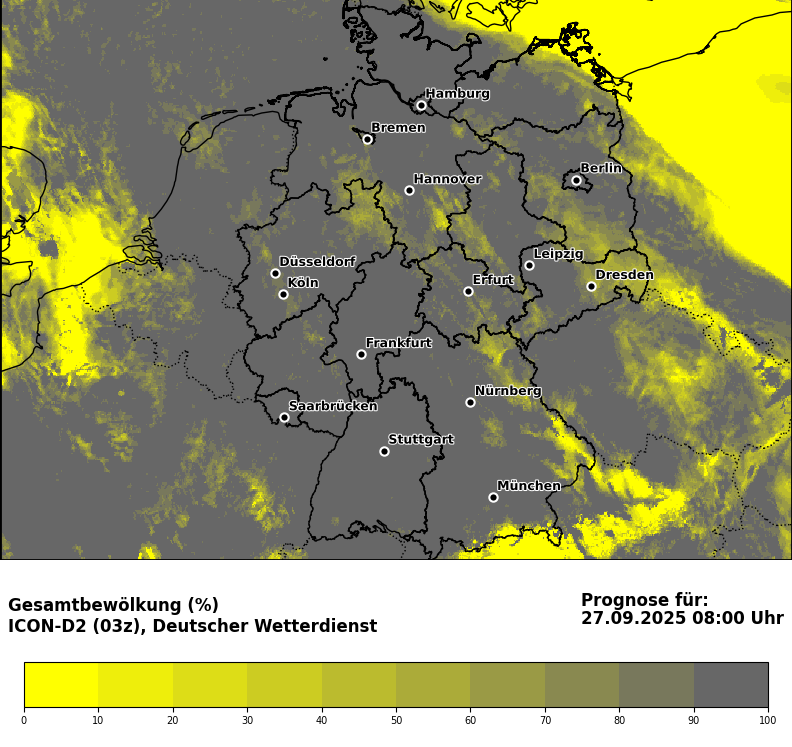 Hamburg
Bremen
Berlin
Hannover
Leipzig
Düsseldorf
Dresden
Köln
Erfurt
Frankfurt
Nürnberg
Saarbrücken
Stuttgart
München
Gesamtbewölkung (%)
ICON-D2 (03z), Deutscher Wetterdienst
Prognose für:
27.09.2025 08:00 Uhr
0 10 20 30 40 50 60 70 80 90 100